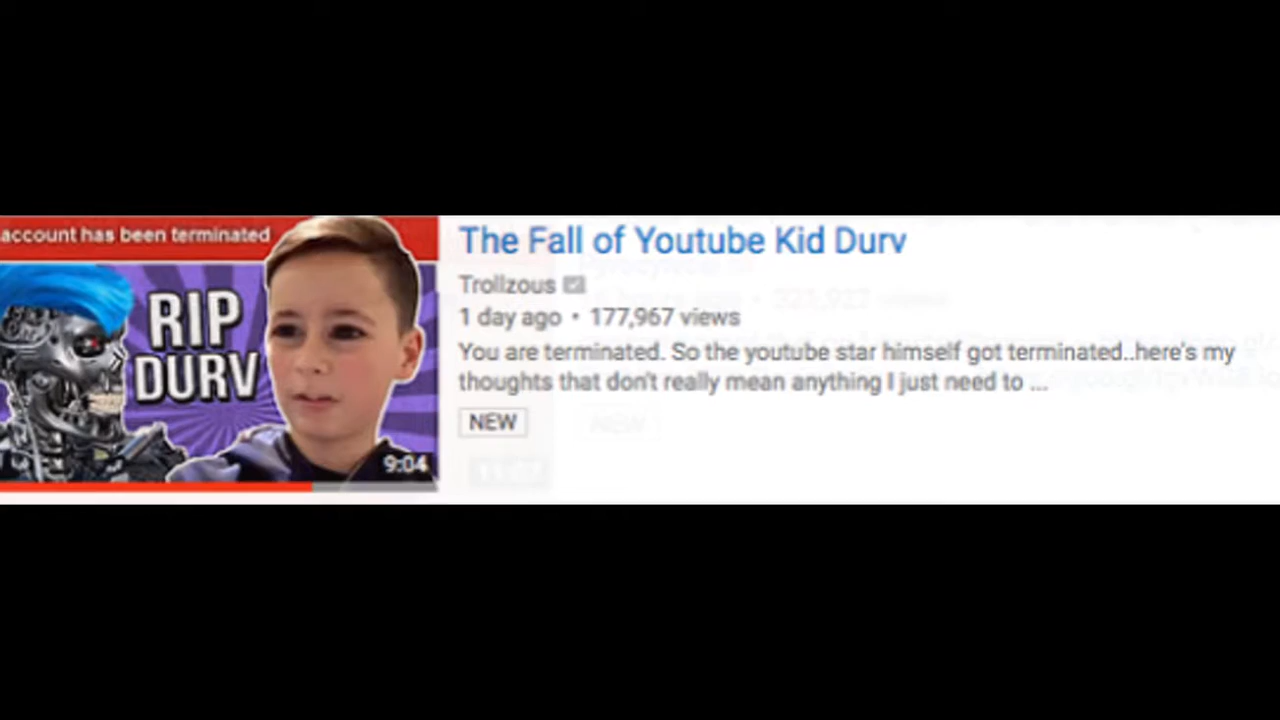 account has been terminated
RIP
DURV
9:04
The Fall of Youtube Kid Durv
Trollzous
1 day ago • 177,967 views
You are terminated. So the youtube star himself got terminated..here's my
thoughts that don't really mean anything I just need to ...
NEW
NEW